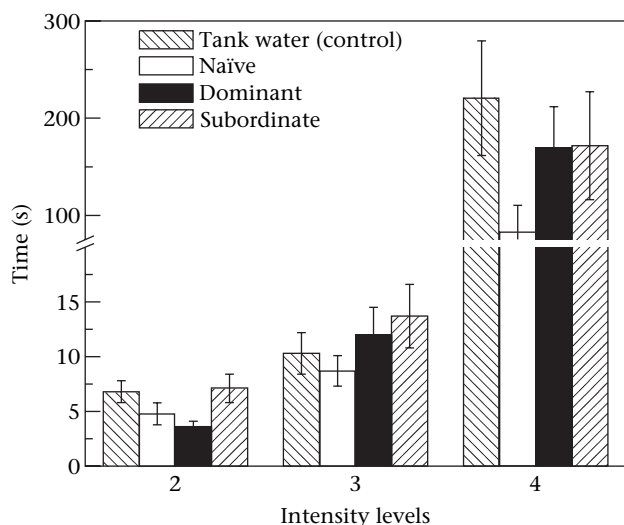 300
Tank water (control)
Naïve
Dominant
Subordinate
200
100
Time (s)
15
10
5
0
2 3 4
Intensity levels